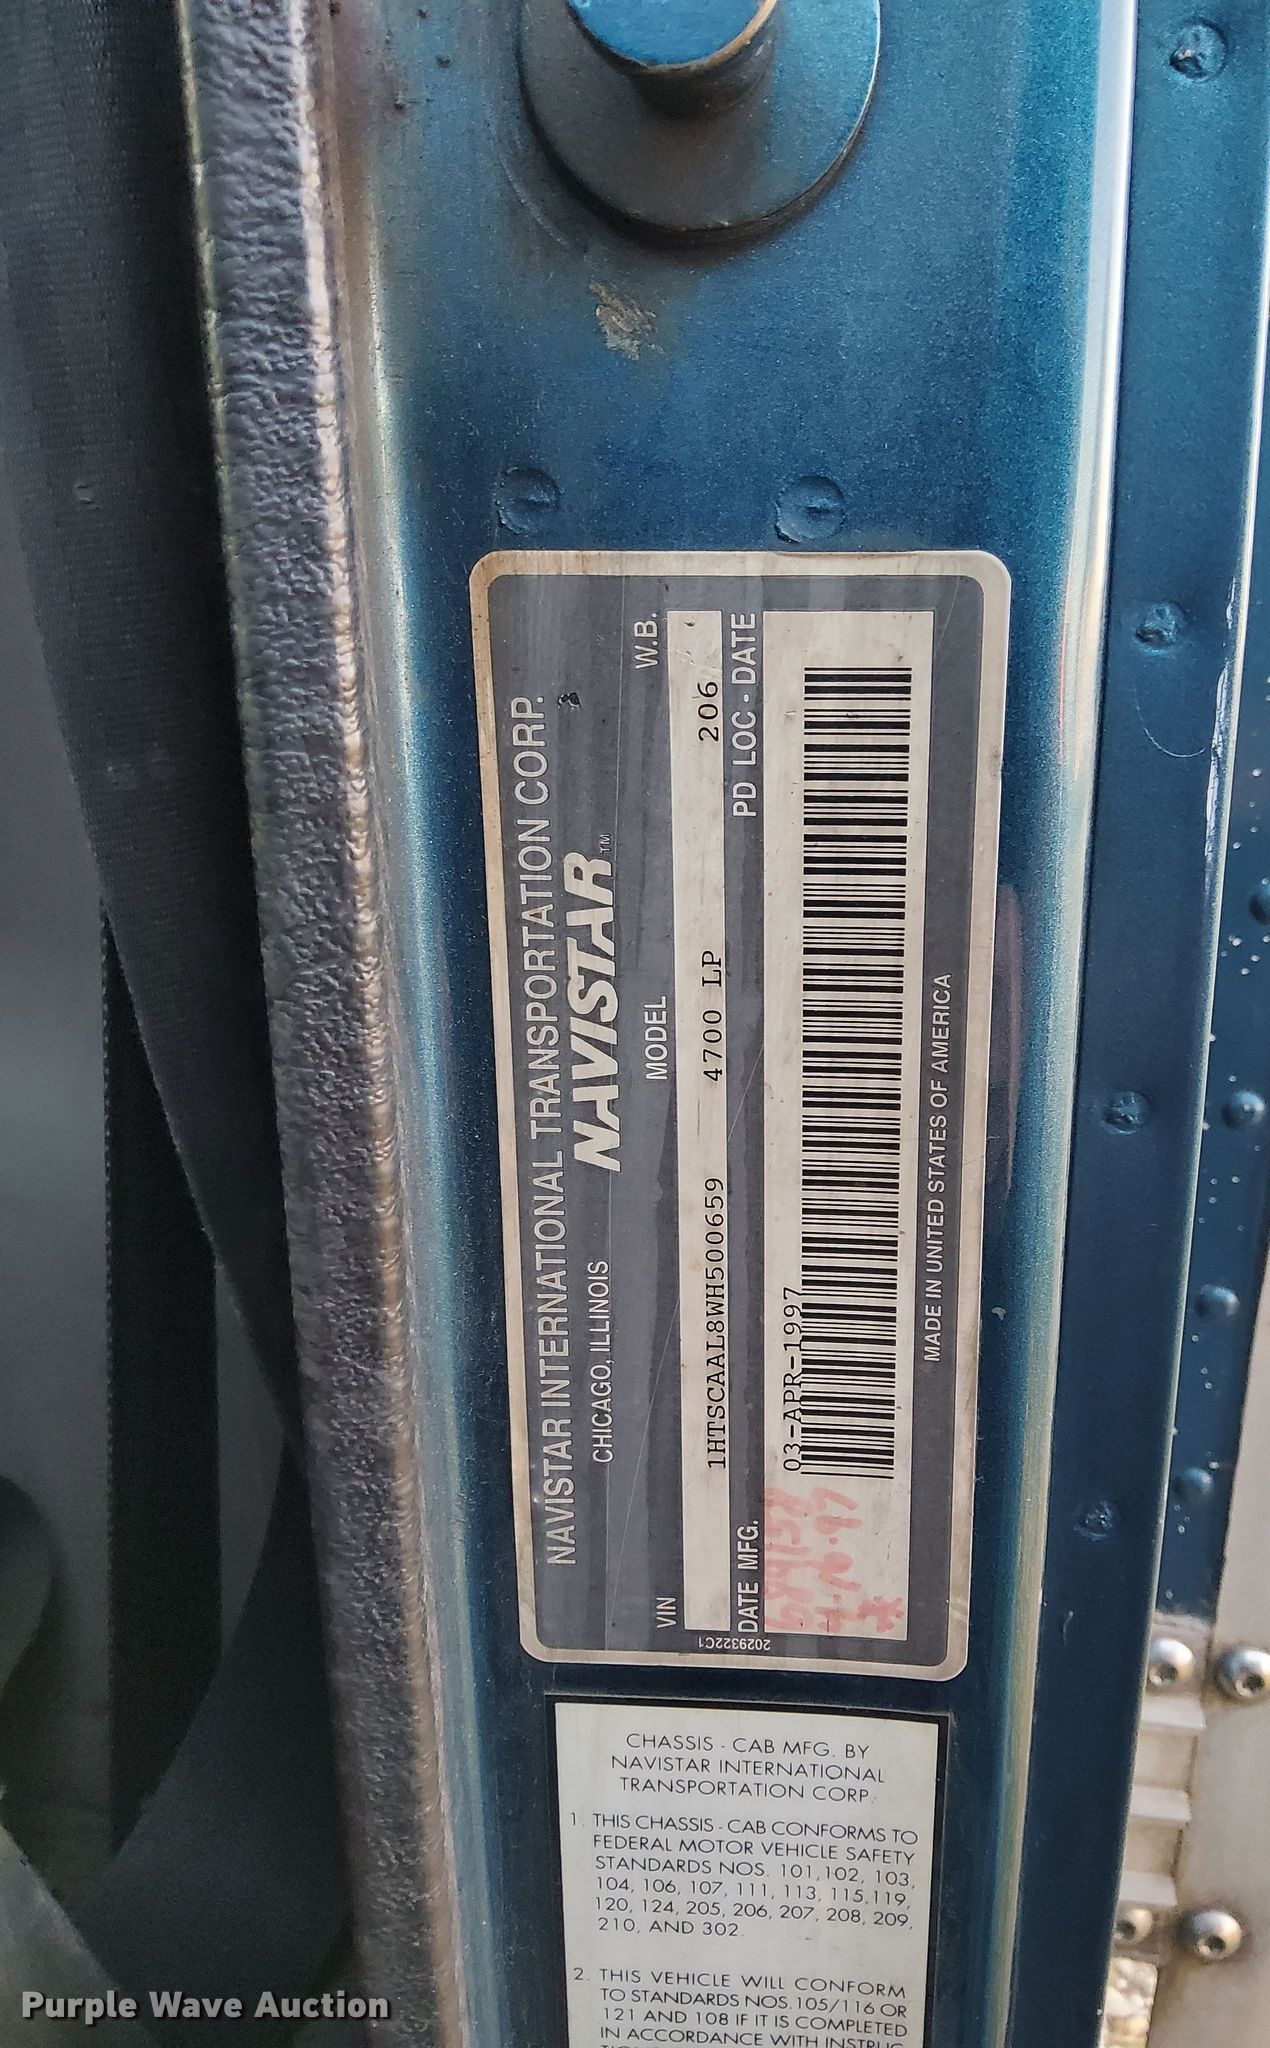 NAVISTAR INTERNATIONAL TRANSPORTATION CORP.
CHICAGO, ILLINOIS
NAVISTAR™
VIN MODEL W.B.
1HTSCAAL8WH500659 4700 LP 206
DATE MFG. PD LOC - DATE
03-APR-1997
MADE IN UNITED STATES OF AMERICA
2029322C1
CHASSIS - CAB MFG. BY
NAVISTAR INTERNATIONAL
TRANSPORTATION CORP.
1. THIS CHASSIS - CAB CONFORMS TO
FEDERAL MOTOR VEHICLE SAFETY
STANDARDS NOS. 101,102, 103,
104, 106, 107, 111, 113, 115,119,
120, 124, 205, 206, 207, 208, 209,
210, AND 302.
2. THIS VEHICLE WILL CONFORM
TO STANDARDS NOS.105/116 OR
121 AND 108 IF IT IS COMPLETED
IN ACCORDANCE WITH INSTRUC-
Purple Wave Auction